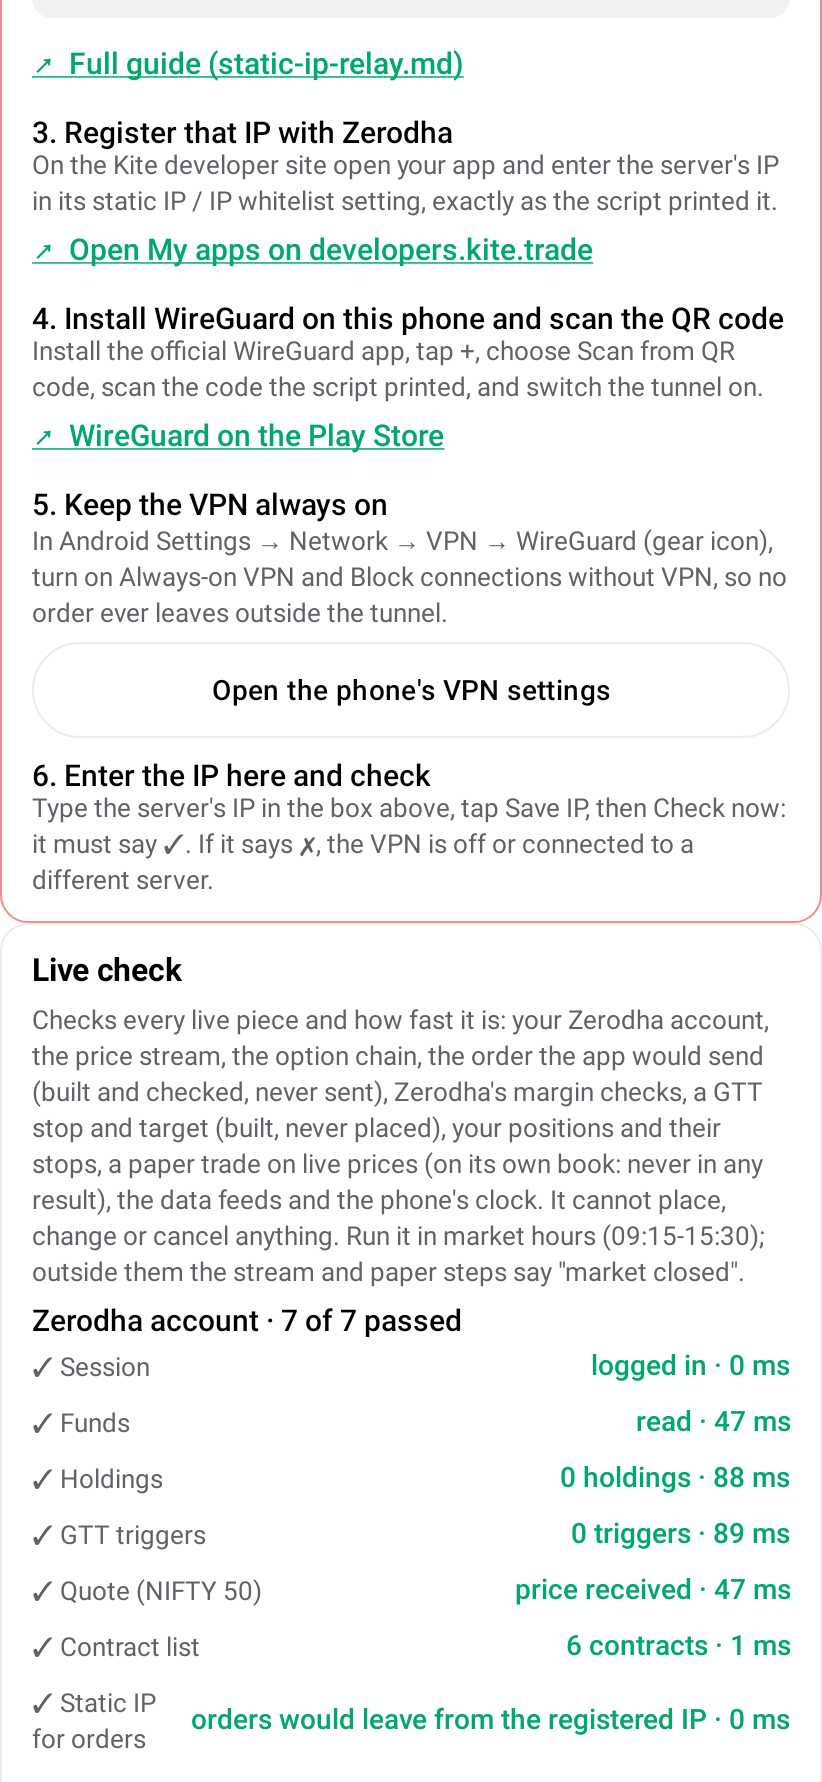 ↗ Full guide (static-ip-relay.md)
3. Register that IP with Zerodha
On the Kite developer site open your app and enter the server's IP
in its static IP / IP whitelist setting, exactly as the script printed it.
↗ Open My apps on developers.kite.trade
4. Install WireGuard on this phone and scan the QR code
Install the official WireGuard app, tap +, choose Scan from QR
code, scan the code the script printed, and switch the tunnel on.
↗ WireGuard on the Play Store
5. Keep the VPN always on
In Android Settings → Network → VPN → WireGuard (gear icon),
turn on Always-on VPN and Block connections without VPN, so no
order ever leaves outside the tunnel.
Open the phone's VPN settings
6. Enter the IP here and check
Type the server's IP in the box above, tap Save IP, then Check now:
it must say ✓. If it says ✗, the VPN is off or connected to a
different server.
Live check
Checks every live piece and how fast it is: your Zerodha account,
the price stream, the option chain, the order the app would send
(built and checked, never sent), Zerodha's margin checks, a GTT
stop and target (built, never placed), your positions and their
stops, a paper trade on live prices (on its own book: never in any
result), the data feeds and the phone's clock. It cannot place,
change or cancel anything. Run it in market hours (09:15-15:30);
outside them the stream and paper steps say "market closed".
Zerodha account · 7 of 7 passed
✓ Session logged in · 0 ms
✓ Funds read · 47 ms
✓ Holdings 0 holdings · 88 ms
✓ GTT triggers 0 triggers · 89 ms
✓ Quote (NIFTY 50) price received · 47 ms
✓ Contract list 6 contracts · 1 ms
✓ Static IP
for orders
orders would leave from the registered IP · 0 ms